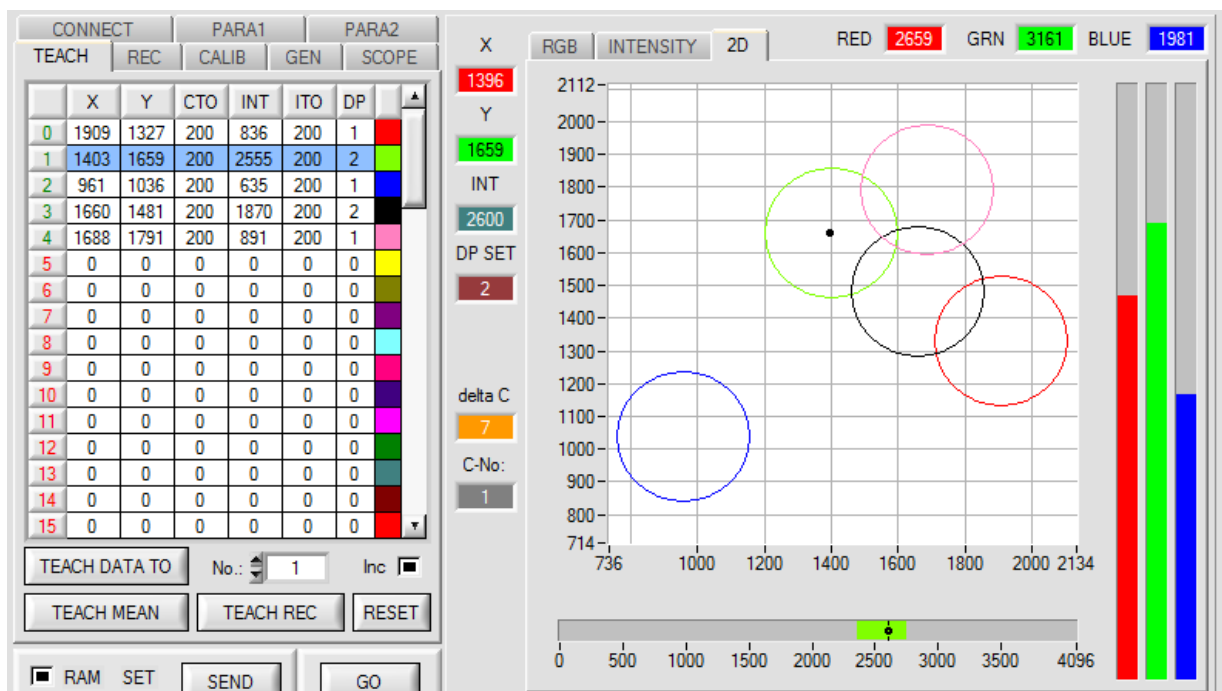 CONNECT PARA1 PARA2
TEACH REC CALIB GEN SCOPE
X Y CTO INT ITO DP
0 1909 1327 200 836 200 1
1 1403 1659 200 2555 200 2
2 961 1036 200 635 200 1
3 1660 1481 200 1870 200 2
4 1688 1791 200 891 200 1
5 0 0 0 0 0 0
6 0 0 0 0 0 0
7 0 0 0 0 0 0
8 0 0 0 0 0 0
9 0 0 0 0 0 0
10 0 0 0 0 0 0
11 0 0 0 0 0 0
12 0 0 0 0 0 0
13 0 0 0 0 0 0
14 0 0 0 0 0 0
15 0 0 0 0 0 0
TEACH DATA TO No.: 1 Inc
TEACH MEAN TEACH REC RESET
RAM SET SEND GO
X
1396
Y
1659
INT
2600
DP SET
2
delta C
7
C-No:
1
RGB INTENSITY 2D RED 2659 GRN 3161 BLUE 1981
2112
2000
1900
1800
1700
1600
1500
1400
1300
1200
1100
1000
900
800
714
736 1000 1200 1400 1600 1800 2000 2134
0 500 1000 1500 2000 2500 3000 3500 4096